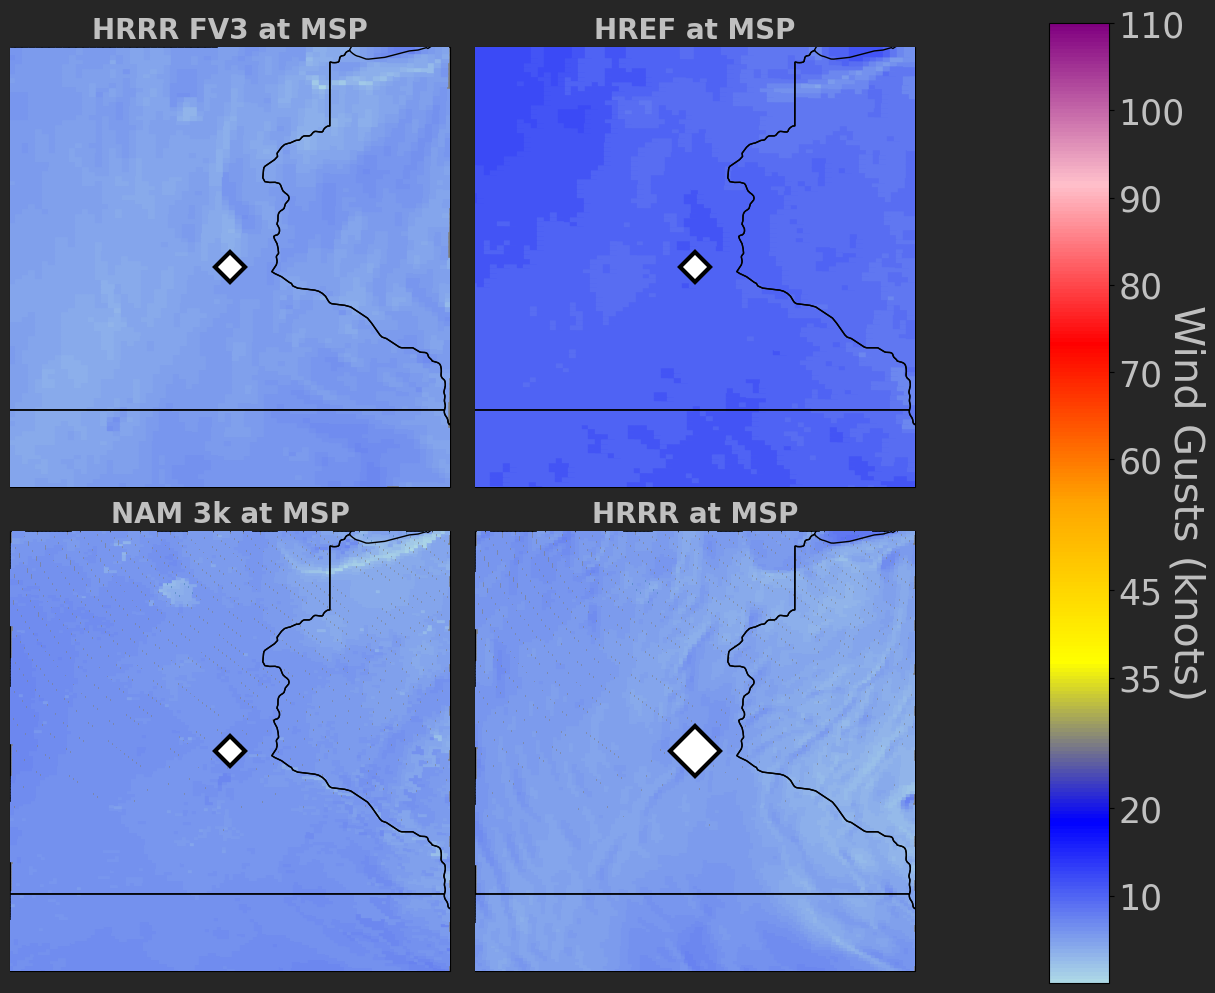 HRRR FV3 at MSP
HREF at MSP
NAM 3k at MSP
HRRR at MSP
110
100
90
80
70
60
45
35
20
10
Wind Gusts (knots)